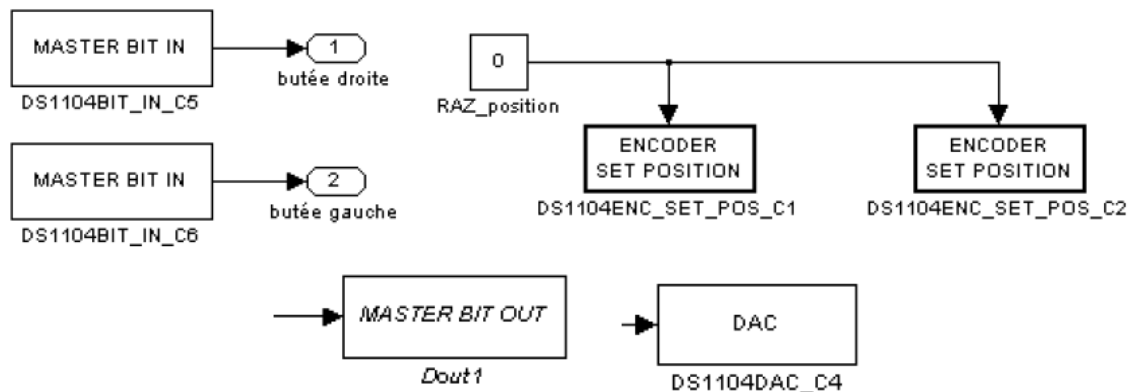 MASTER BIT IN
DS1104BIT_IN_C5
1
butée droite
0
RAZ_position
MASTER BIT IN
DS1104BIT_IN_C6
2
butée gauche
ENCODER
SET POSITION
DS1104ENC_SET_POS_C1
ENCODER
SET POSITION
DS1104ENC_SET_POS_C2
MASTER BIT OUT
Dout1
DAC
DS1104DAC_C4